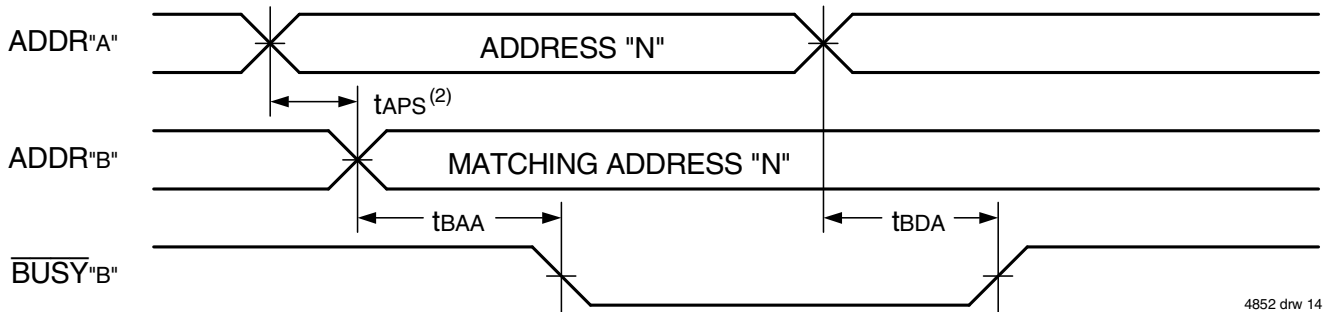 ADDR"A"
ADDRESS "N"
tAPS(2)
ADDR"B"
MATCHING ADDRESS "N"
tBAA
tBDA
BUSY"B"
4852 drw 14